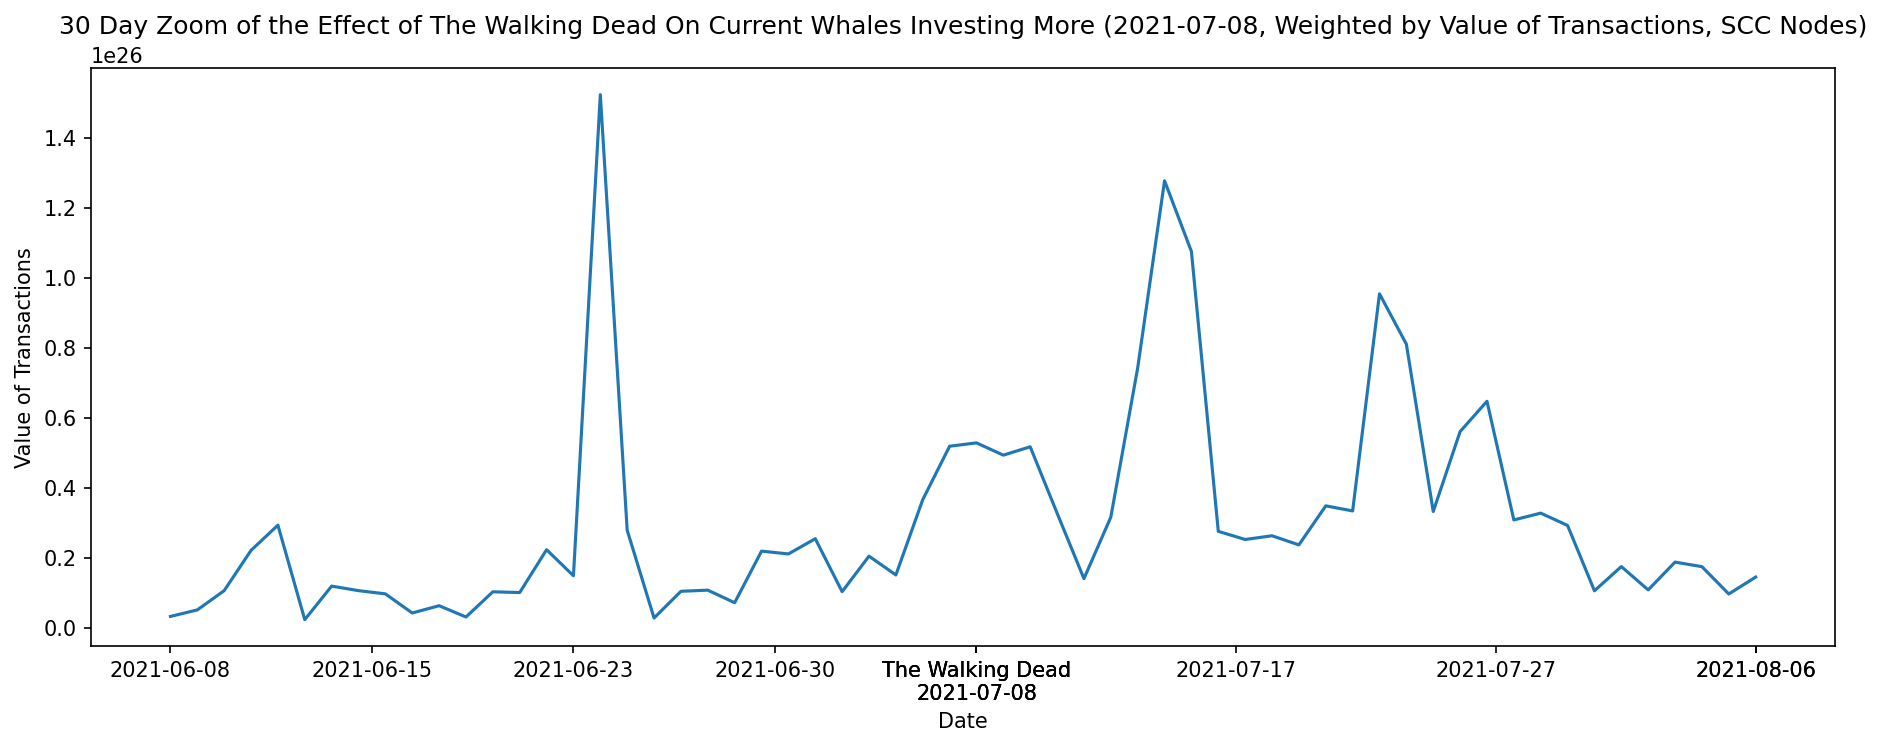 30 Day Zoom of the Effect of The Walking Dead On Current Whales Investing More (2021-07-08, Weighted by Value of Transactions, SCC Nodes)
1e26
1.4
1.2
1.0
0.8
0.6
0.4
0.2
0.0
Value of Transactions
2021-06-08 2021-06-15 2021-06-23 2021-06-30 The Walking Dead 2021-07-17 2021-07-27 2021-08-06
2021-07-08
Date